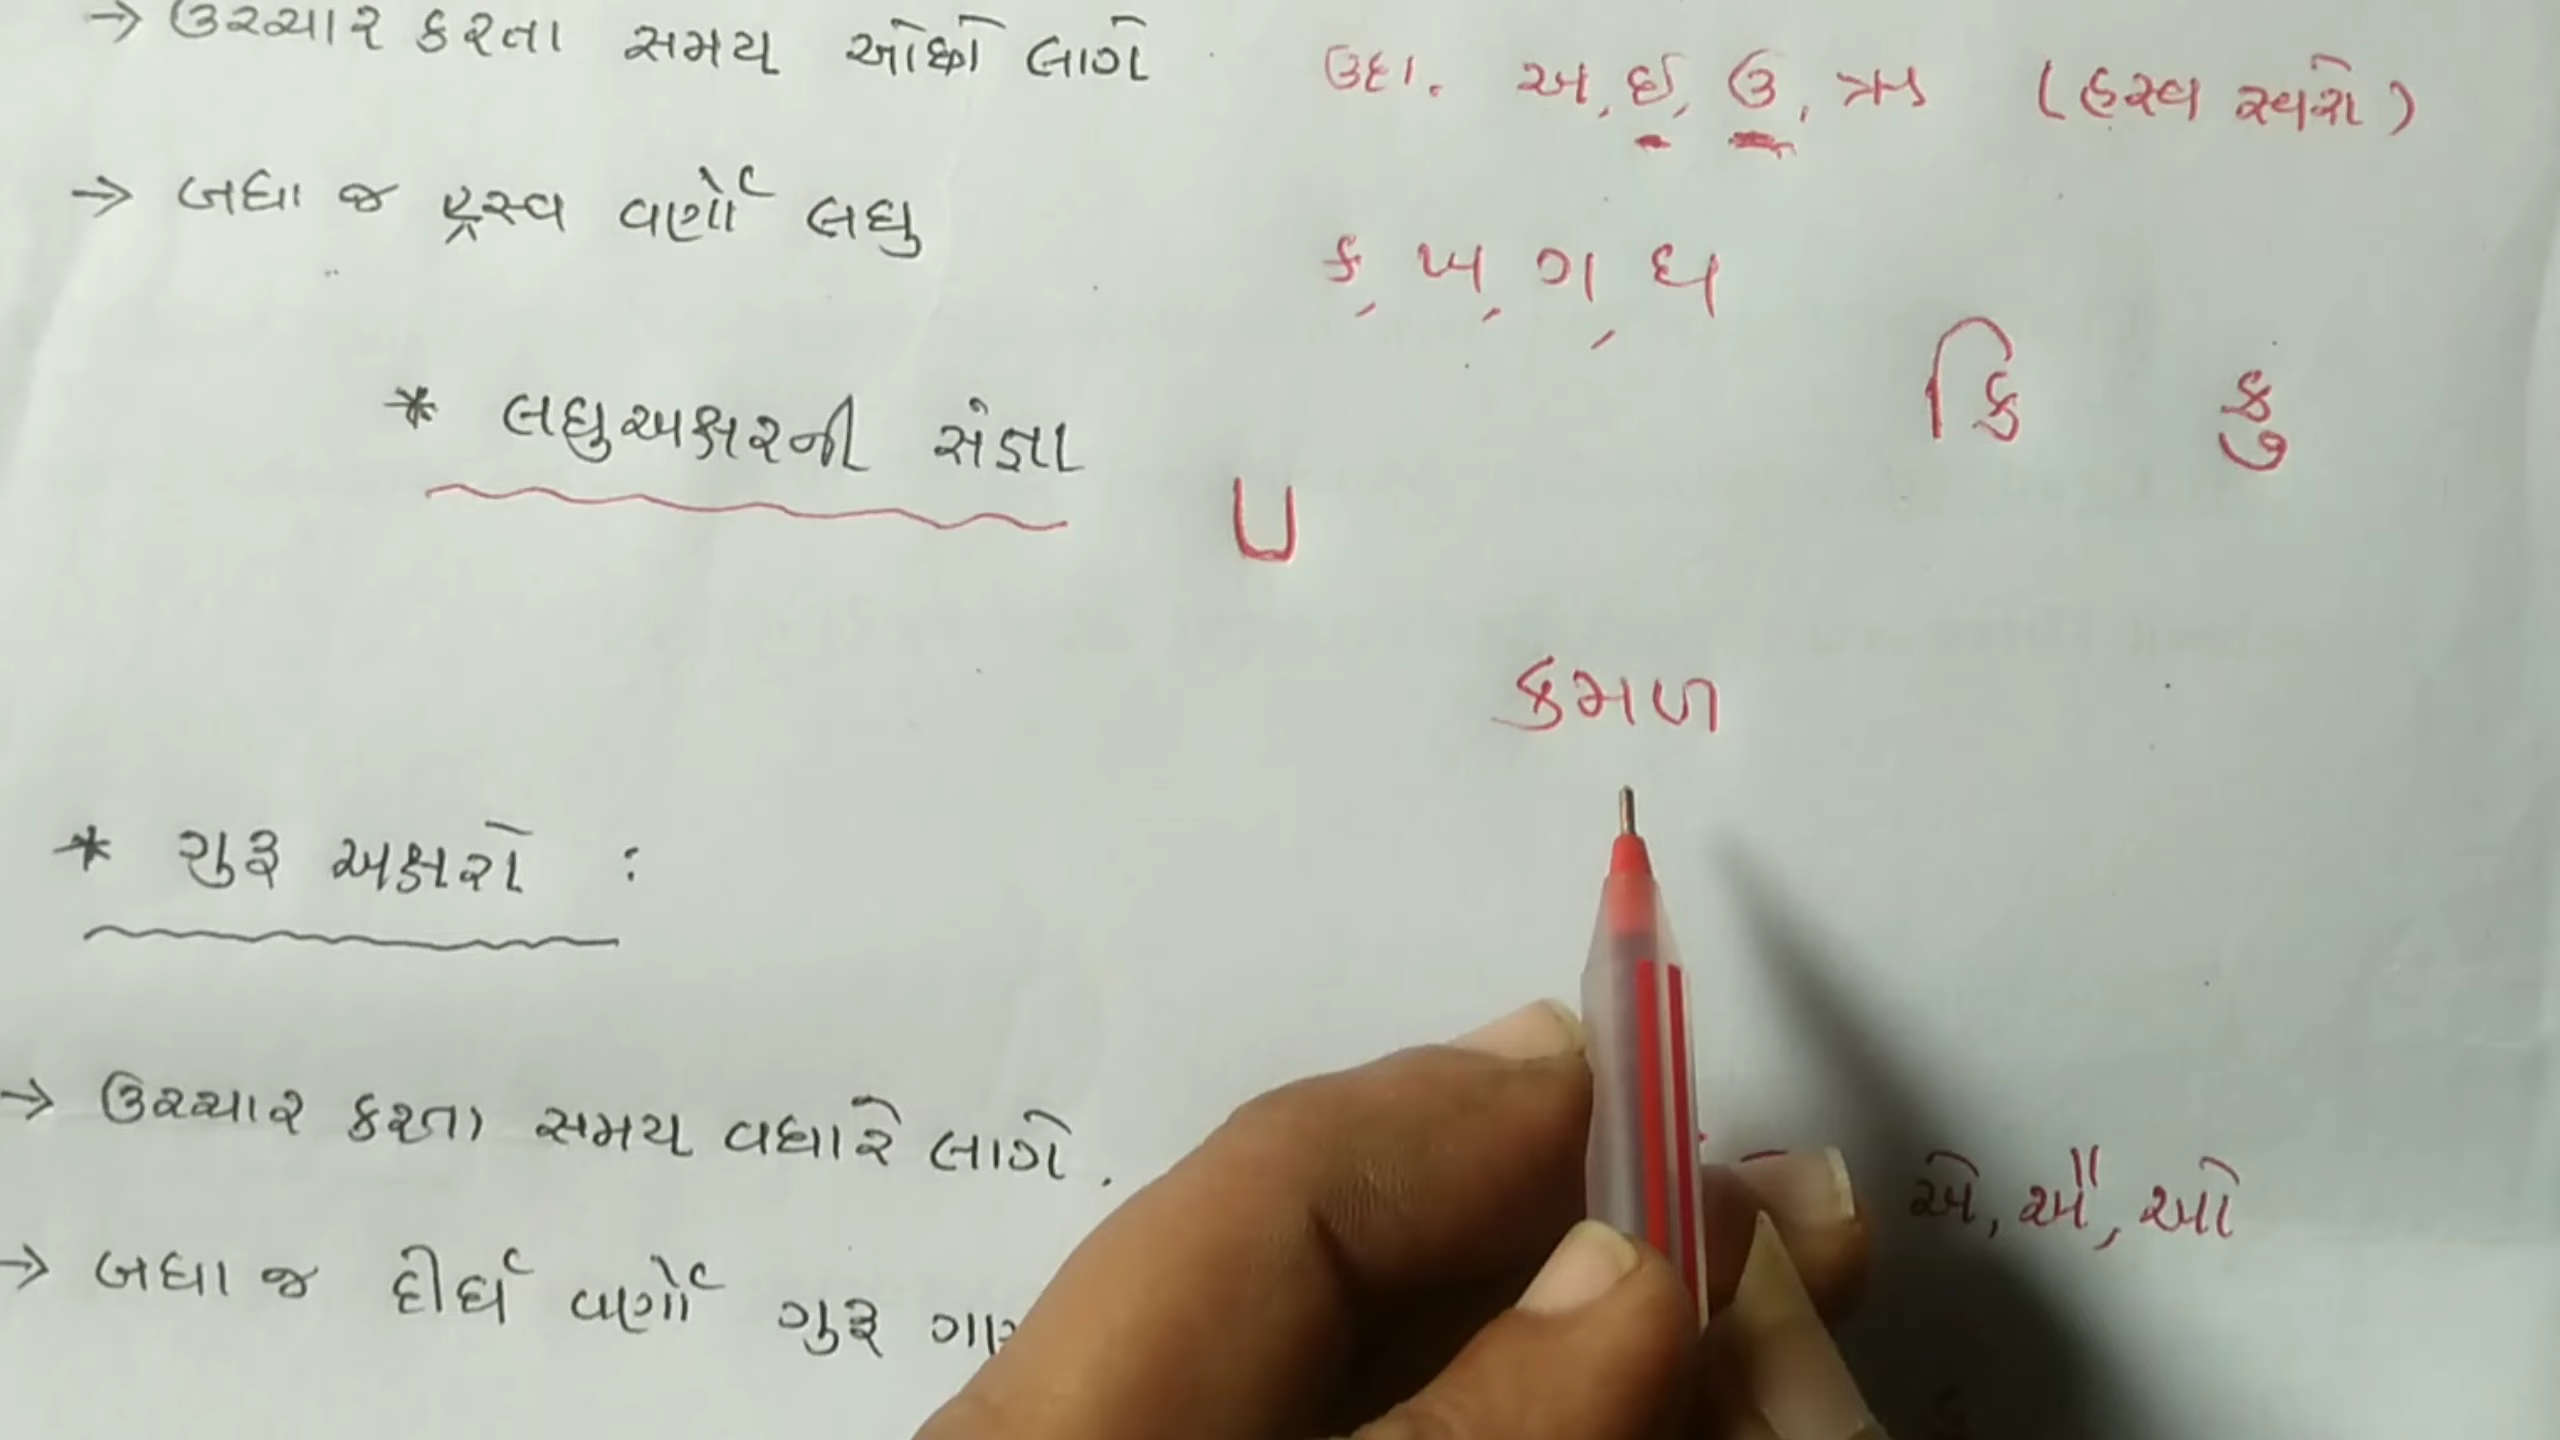 → ઉચ્ચાર કરતા સમય ઓછો લાગે
ઉદા. અ, ઇ, ઉ, ઋ (હસ્વ સ્વરો)
→ બધા જ હ્રસ્વ વર્ણો લઘુ
ક, ખ, ગ, ઘ
કિ કુ
* લઘુઅક્ષરની સંજ્ઞા
U
કમળ
* ગુરૂ અક્ષરો :
→ ઉચ્ચાર કરતા સમય વધારે લાગે.
એ, ઐ, ઓ
→ બધા જ દીર્ઘ વર્ણો ગુરૂ